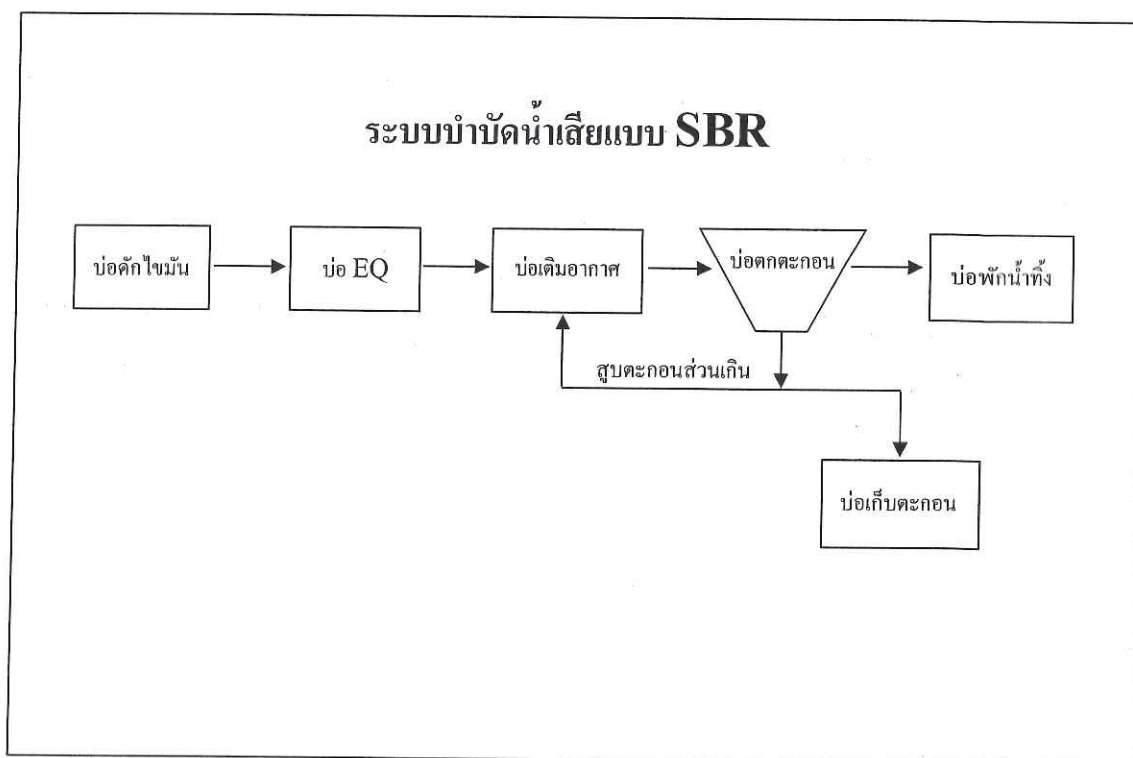 ระบบบำบัดน้ำเสียแบบ SBR
บ่อดักไขมัน
บ่อ EQ
บ่อเติมอากาศ
บ่อตกตะกอน
บ่อพักน้ำทิ้ง
สูบตะกอนส่วนเกิน
บ่อเก็บตะกอน